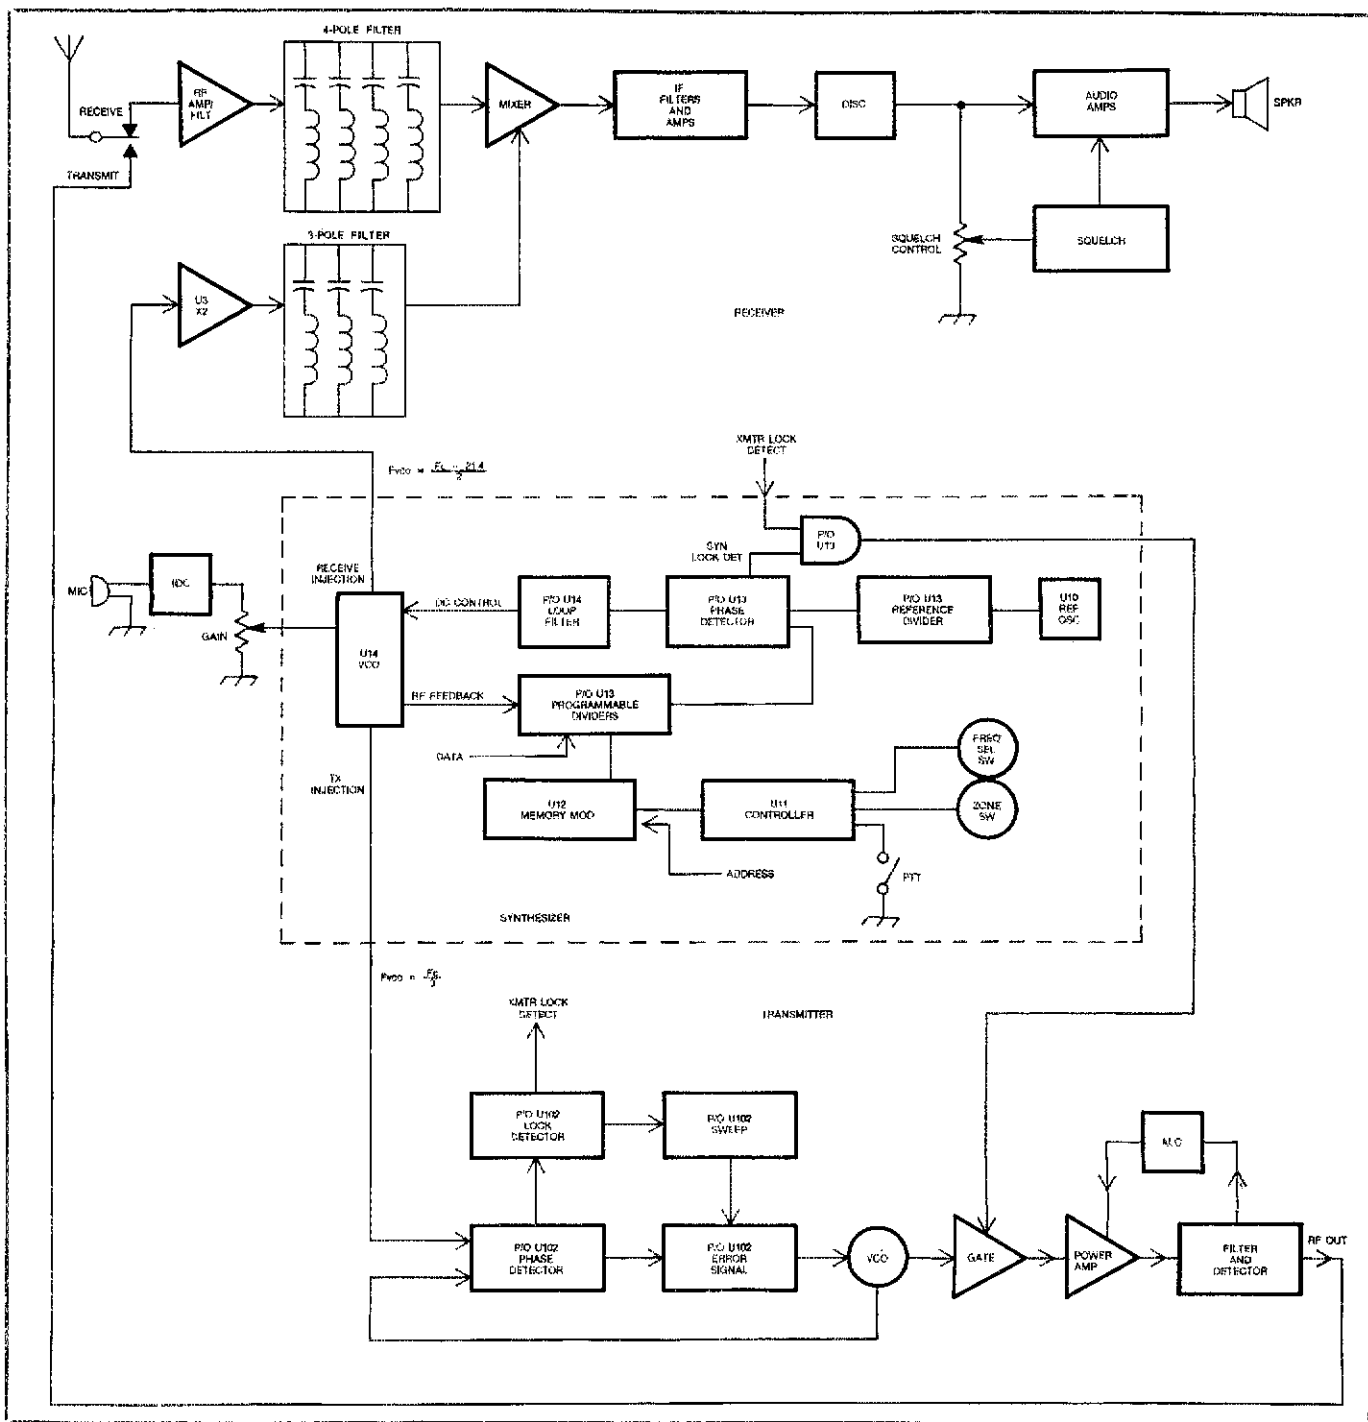 4-POLE FILTER
RECEIVE
TRANSMIT
RF
AMP/
FILT
MIXER
IF
FILTERS
AND
AMPS
DISC
AUDIO
AMPS
SPKR
SQUELCH
CONTROL
SQUELCH
3-POLE FILTER
U3
X2
RECEIVER
XMTR LOCK
DETECT
Fvco =
P/O
U13
SYN
LOCK DET
MIC
IDC
GAIN
RECEIVE
INJECTION
U14
VCO
DC CONTROL
P/O U14
LOOP
FILTER
P/O U13
PHASE
DETECTOR
P/O U13
REFERENCE
DIVIDER
U10
REF
OSC
RF FEEDBACK
P/O U13
PROGRAMMABLE
DIVIDERS
DATA
TX
INJECTION
U12
MEMORY MOD
U11
CONTROLLER
FREQ
SEL
SW
ZONE
SW
ADDRESS
PTT
SYNTHESIZER
Fvco =
XMTR LOCK
DETECT
TRANSMITTER
P/O U102
LOCK
DETECTOR
P/O U102
SWEEP
P/O U102
PHASE
DETECTOR
P/O U102
ERROR
SIGNAL
VCO
GATE
POWER
AMP
FILTER
AND
DETECTOR
RF OUT